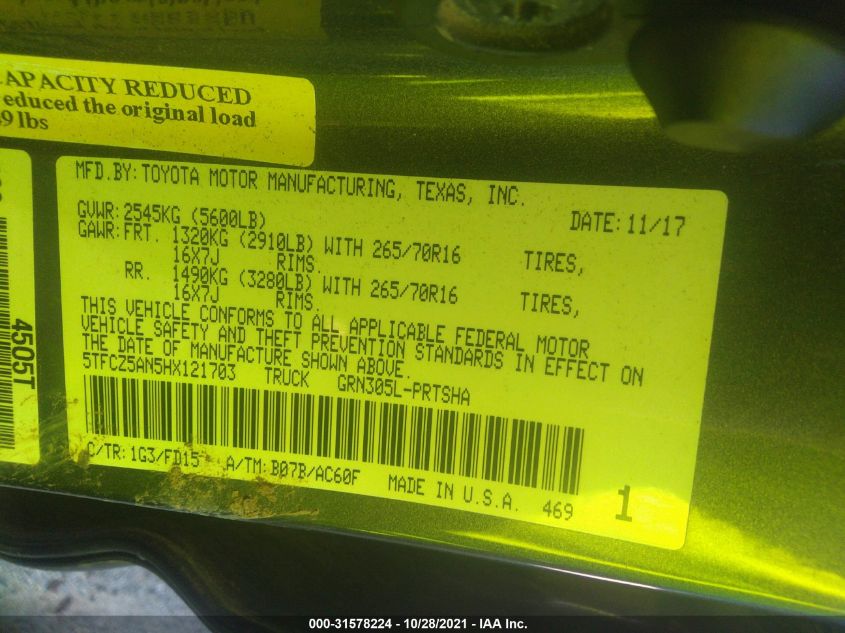 CAPACITY REDUCED
educed the original load
9 lbs
4505T
MFD.BY: TOYOTA MOTOR MANUFACTURING, TEXAS, INC.
GVWR: 2545KG (5600LB) DATE: 11/17
GAWR: FRT. 1320KG (2910LB) WITH 265/70R16 TIRES,
16X7J RIMS.
RR. 1490KG (3280LB) WITH 265/70R16 TIRES,
16X7J RIMS.
THIS VEHICLE CONFORMS TO ALL APPLICABLE FEDERAL MOTOR
VEHICLE SAFETY AND THEFT PREVENTION STANDARDS IN EFFECT ON
THE DATE OF MANUFACTURE SHOWN ABOVE.
5TFCZ5AN5HX121703 TRUCK GRN305L-PRTSHA
C/TR: 1G3/FD15 A/TM: B07B/AC60F MADE IN U.S.A. 469 1
000-31578224 - 10/28/2021 - IAA Inc.